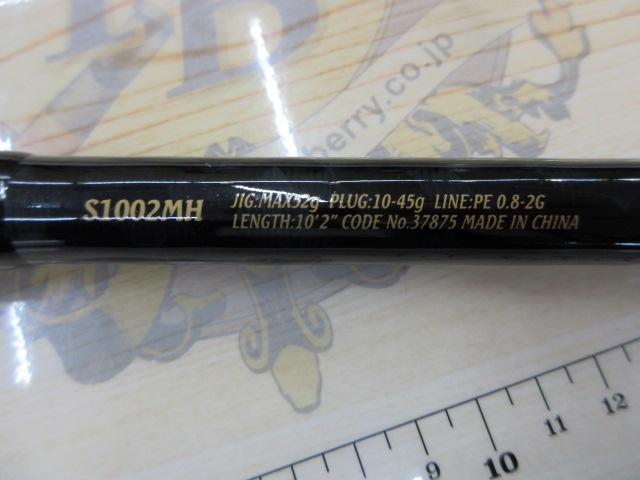 S1002MH
JIG:MAX52g PLUG:10-45g LINE:PE 0.8-2G
LENGTH:10'2" CODE No.37875 MADE IN CHINA
berry.co.jp
9 10 11 12